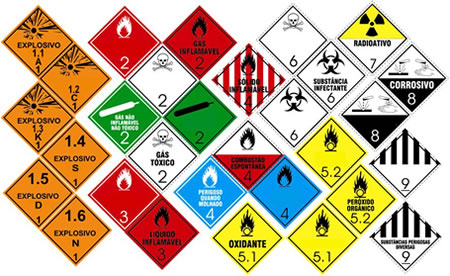 EXPLOSIVO
1.1
A
1
1.2
C
1
EXPLOSIVO
1.3
K
1
1.4
EXPLOSIVO
S
1
1.5
EXPLOSIVO
D
1
1.6
EXPLOSIVO
N
1
2
GÁS
INFLAMÁVEL
2
GÁS NÃO
INFLAMÁVEL
NÃO TÓXICO
2
2
2
GÁS
TÓXICO
2
3
LÍQUIDO
INFLAMÁVEL
3
SÓLIDO
INFLAMÁVEL
4
COMBUSTÃO
ESPONTÂNEA
4
PERIGOSO
QUANDO
MOLHADO
4
4
OXIDANTE
5.1
5.1
5.2
PERÓXIDO
ORGÂNICO
5.2
6
6
SUBSTÂNCIA
INFECTANTE
6
6
RADIOATIVO
7
8
CORROSIVO
8
9
SUBSTÂNCIAS PERIGOSAS
DIVERSAS
9